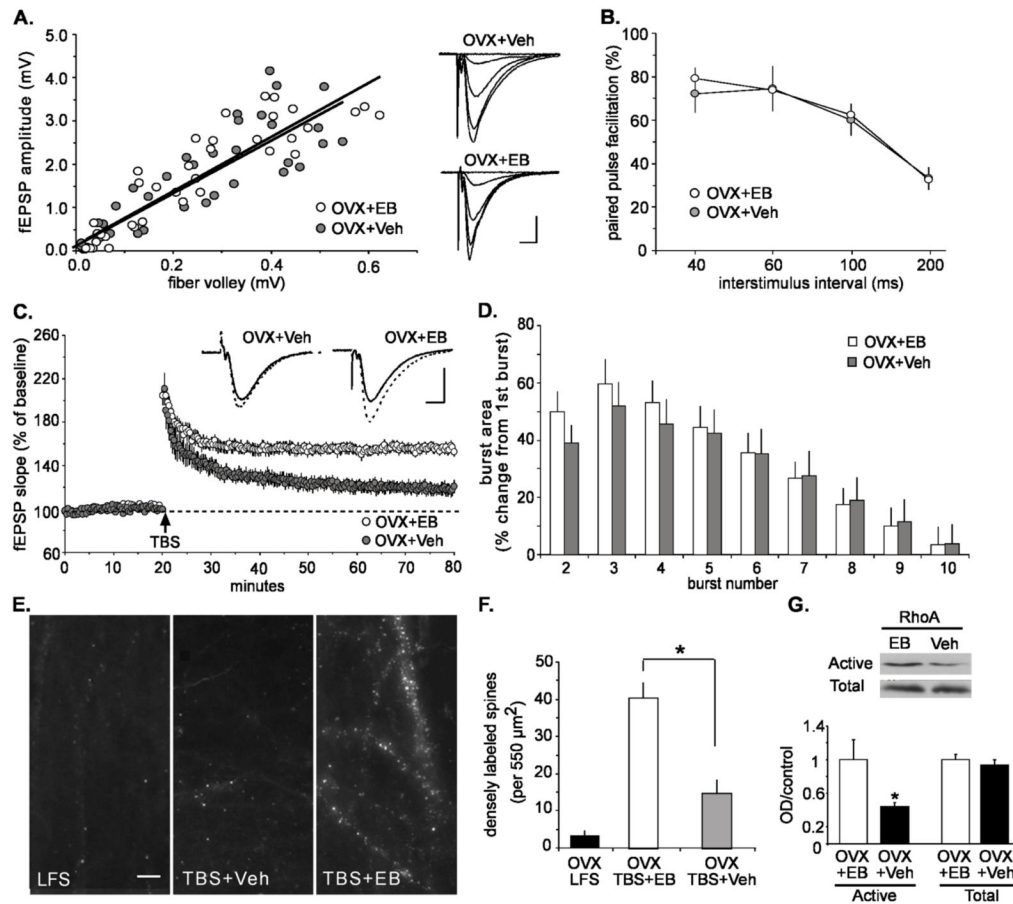 A.
fEPSP amplitude (mV)
5.0
4.0
3.0
2.0
1.0
0.0
0.0 0.2 0.4 0.6
fiber volley (mV)
OVX+EB
OVX+Veh
OVX+Veh
OVX+EB
B.
paired pulse facilitation (%)
100
80
60
40
20
0
40 60 100 200
interstimulus interval (ms)
OVX+EB
OVX+Veh
C.
fEPSP slope (% of baseline)
260
220
180
140
100
60
0 10 20 30 40 50 60 70 80
minutes
TBS
OVX+Veh OVX+EB
OVX+EB
OVX+Veh
D.
burst area
(% change from 1st burst)
80
60
40
20
0
2 3 4 5 6 7 8 9 10
burst number
OVX+EB
OVX+Veh
E.
LFS
TBS+Veh
TBS+EB
F.
densely labeled spines
(per 550 µm²)
50
40
30
20
10
0
*
OVX OVX OVX
LFS TBS+EB TBS+Veh
G.
RhoA
EB Veh
Active
Total
OD/control
1.4
1
0.6
0.2
*
OVX OVX OVX OVX
+EB +Veh +EB +Veh
Active Total